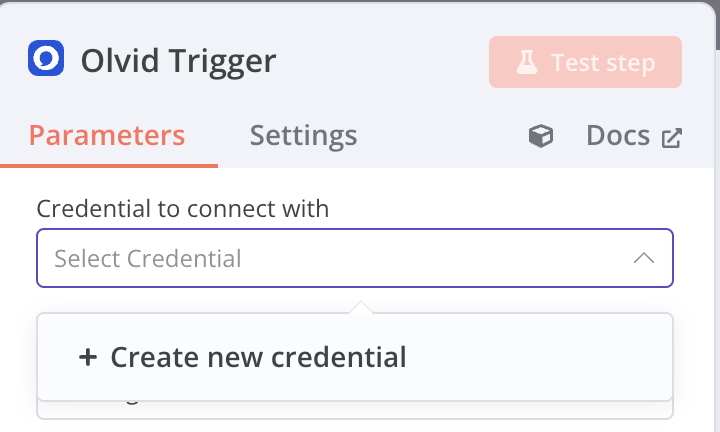 Olvid Trigger
Test step
Parameters
Settings
Docs
Credential to connect with
Select Credential
+ Create new credential